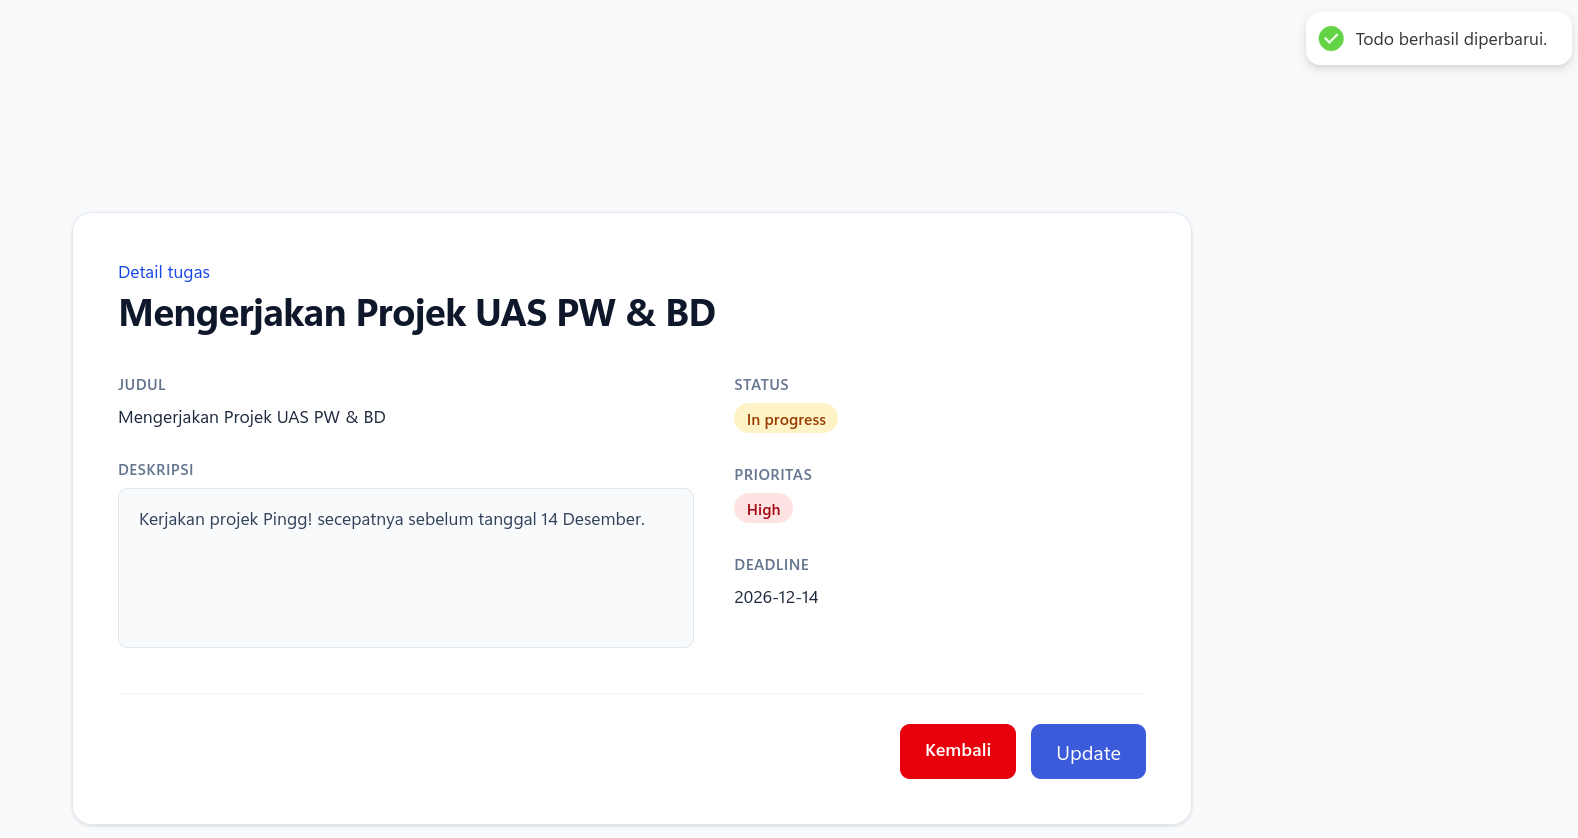 Todo berhasil diperbarui.
Detail tugas
Mengerjakan Projek UAS PW & BD
JUDUL
Mengerjakan Projek UAS PW & BD
DESKRIPSI
Kerjakan projek Pingg! secepatnya sebelum tanggal 14 Desember.
STATUS
In progress
PRIORITAS
High
DEADLINE
2026-12-14
Kembali
Update